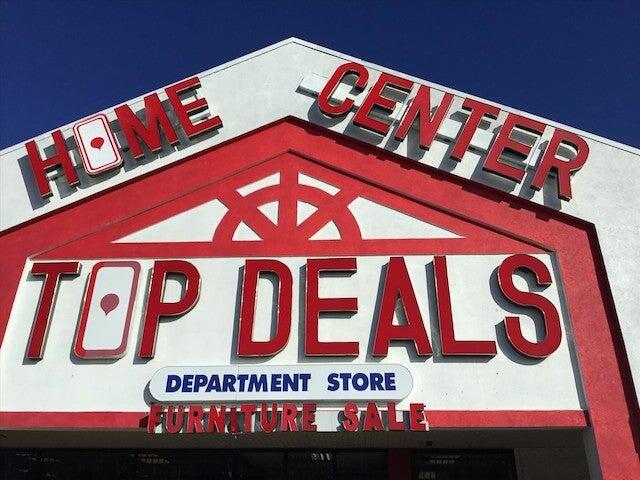 HOME CENTER
TOP DEALS
DEPARTMENT STORE
FURNITURE SALE